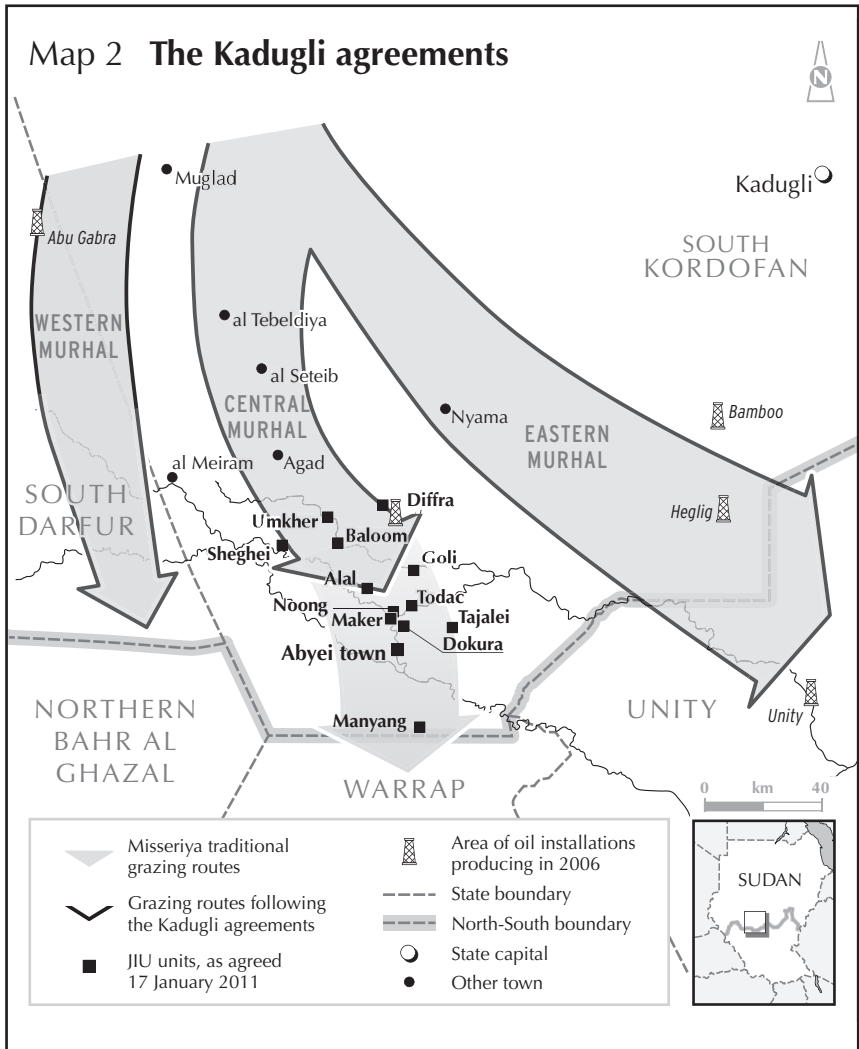 Map 2 The Kadugli agreements
N
Muglad
Kadugli
Abu Gabra
SOUTH
KORDOFAN
WESTERN
MURHAL
al Tebeldiya
al Seteib
CENTRAL
MURHAL
Nyama
Bamboo
EASTERN
MURHAL
al Meiram
Agad
SOUTH
DARFUR
Diffra
Heglig
Umkher
Baloom
Sheghei
Goli
Alal
Todac
Noong
Maker
Tajalei
Dokura
Abyei town
NORTHERN
BAHR AL
GHAZAL
Manyang
UNITY
Unity
WARRAP
0 km 40
Misseriya traditional
grazing routes
Grazing routes following
the Kadugli agreements
JIU units, as agreed
17 January 2011
Area of oil installations
producing in 2006
State boundary
North-South boundary
State capital
Other town
SUDAN